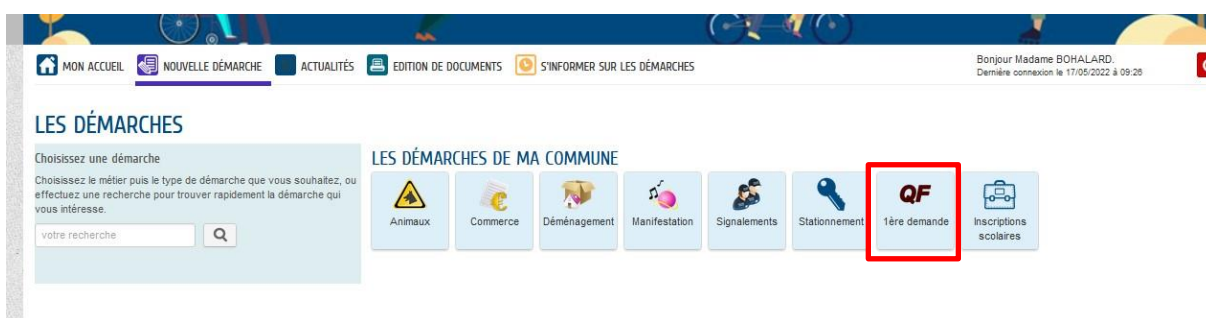 MON ACCUEIL NOUVELLE DÉMARCHE ACTUALITÉS EDITION DE DOCUMENTS S'INFORMER SUR LES DÉMARCHES
Bonjour Madame BOHALARD.
Dernière connexion le 17/05/2022 à 09:26
LES DÉMARCHES
Choisissez une démarche
Choisissez le métier puis le type de démarche que vous souhaitez, ou
effectuez une recherche pour trouver rapidement la démarche qui
vous intéresse.
votre recherche
LES DÉMARCHES DE MA COMMUNE
Animaux
Commerce
Déménagement
Manifestation
Signalements
Stationnement
QF
1ère demande
Inscriptions
scolaires